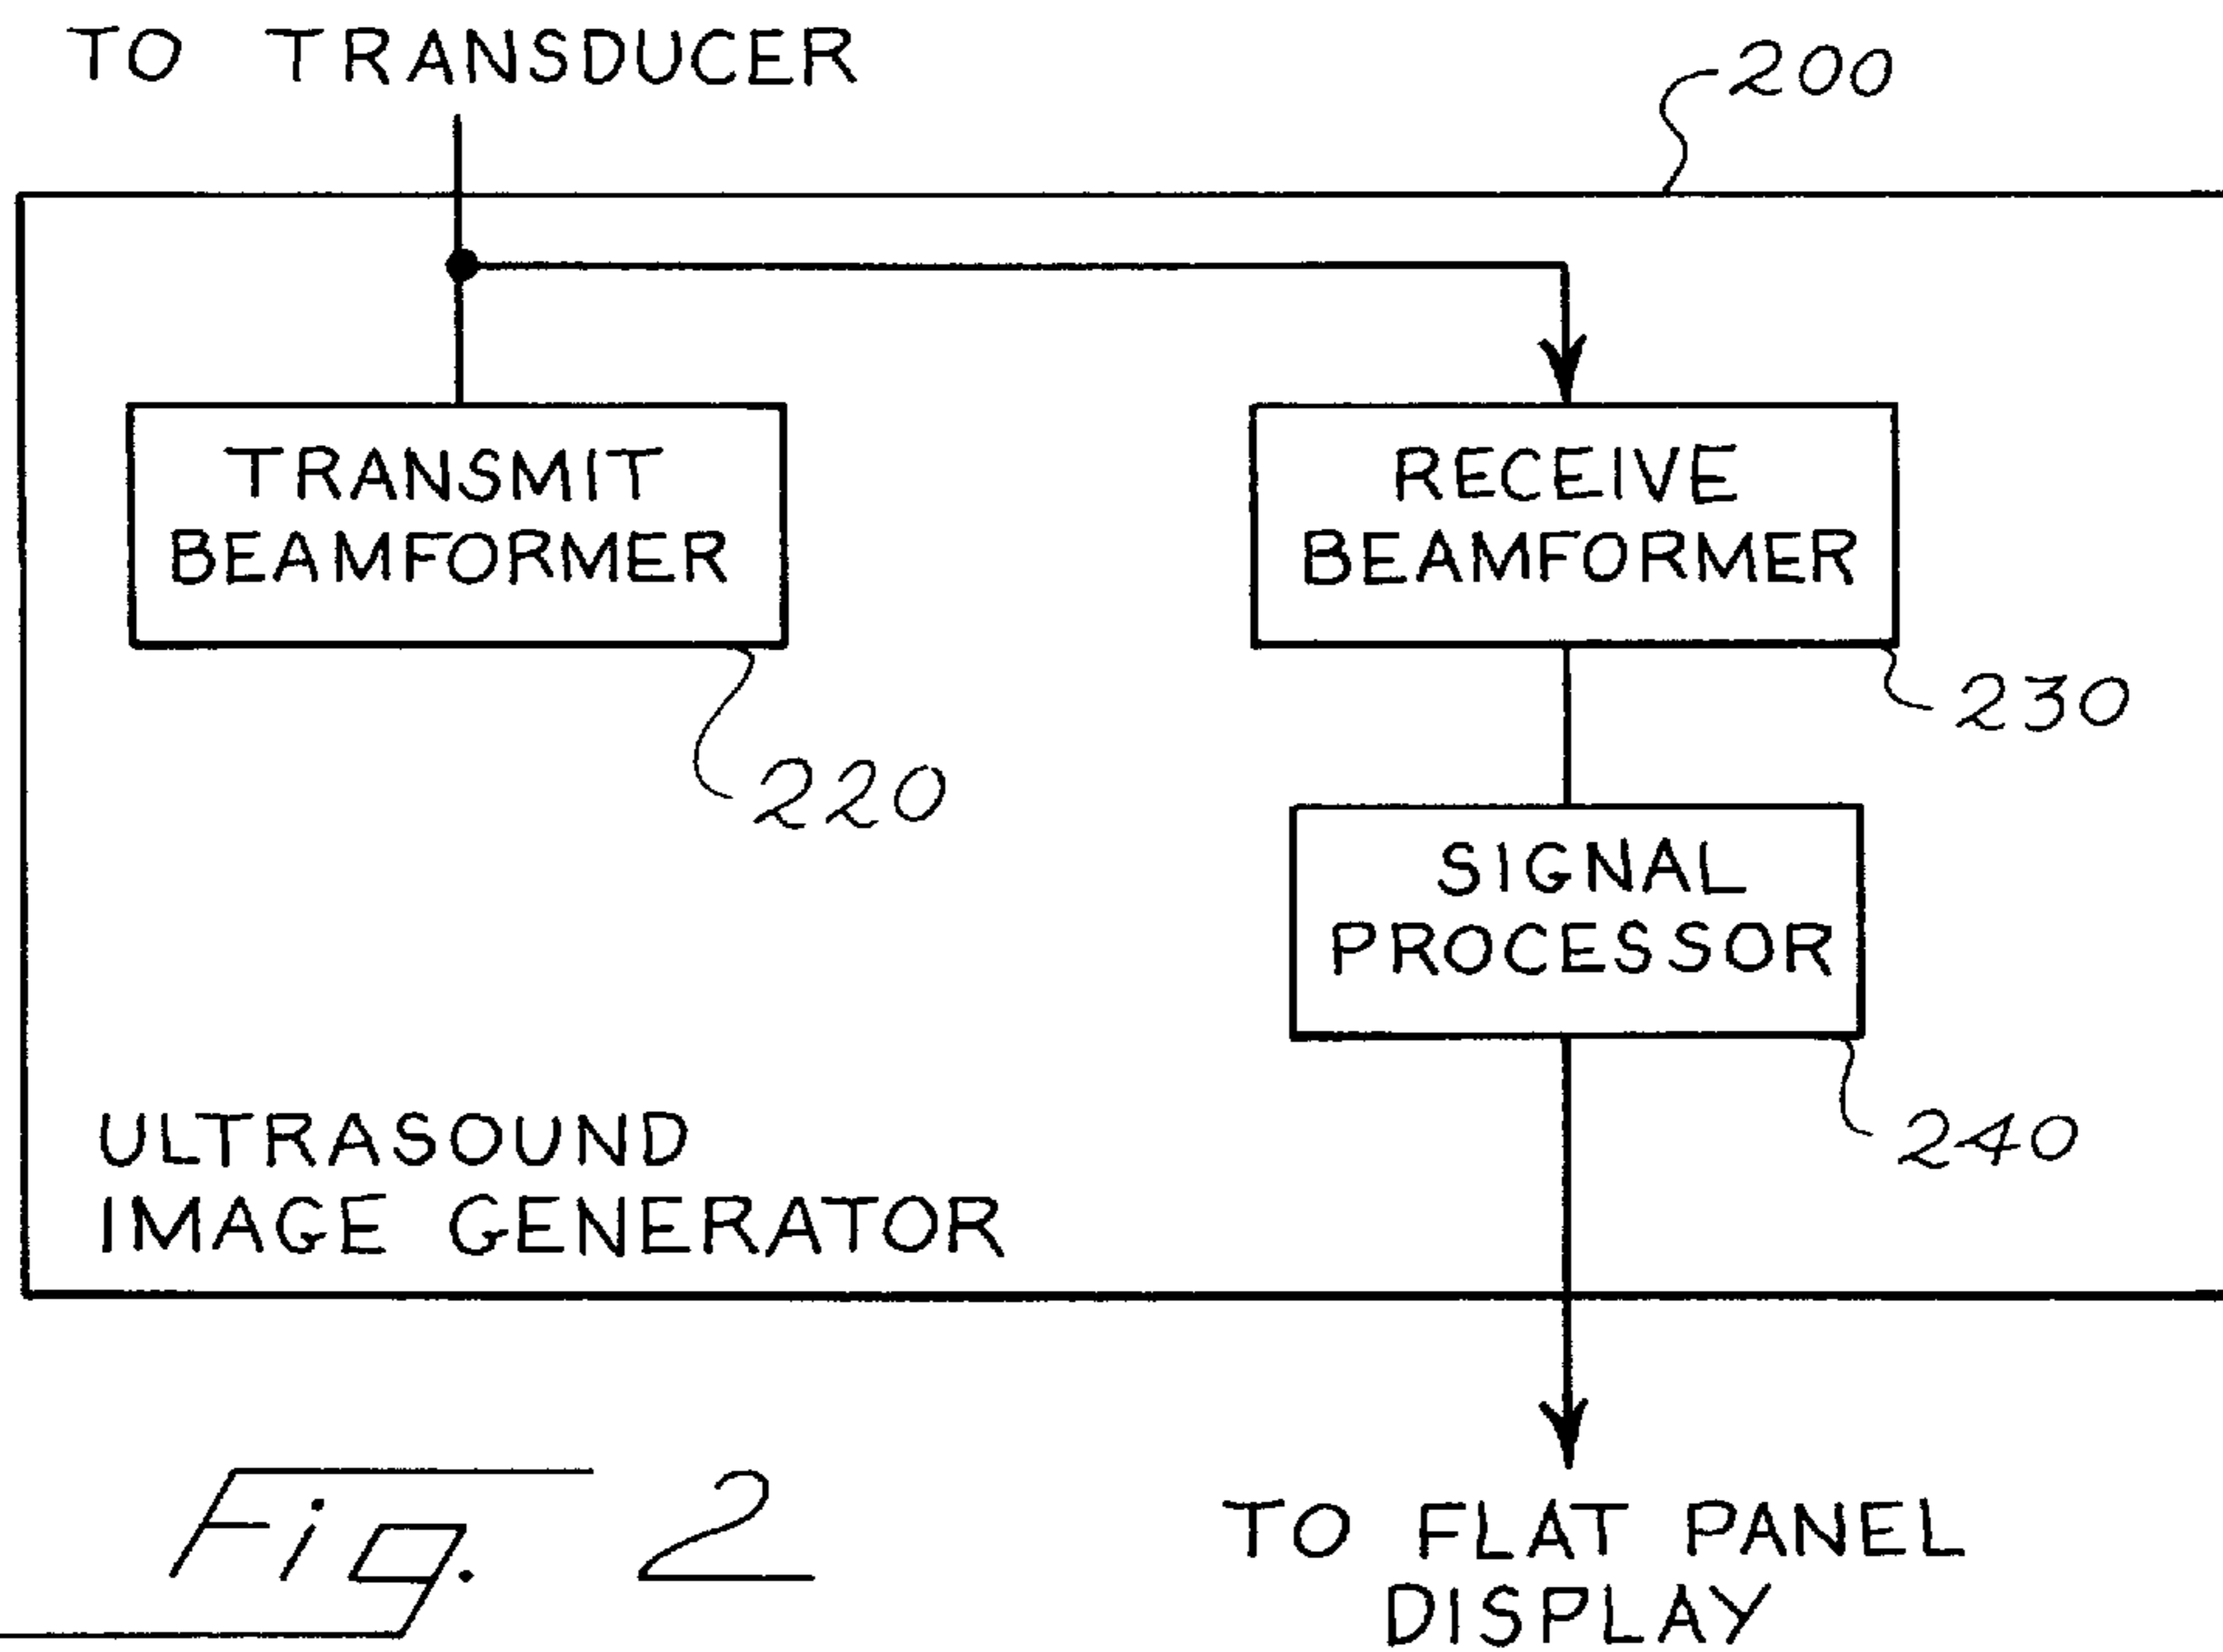 TO TRANSDUCER
200
TRANSMIT
BEAMFORMER
RECEIVE
BEAMFORMER
230
220
SIGNAL
PROCESSOR
240
ULTRASOUND
IMAGE GENERATOR
Fig. 2
TO FLAT PANEL
DISPLAY